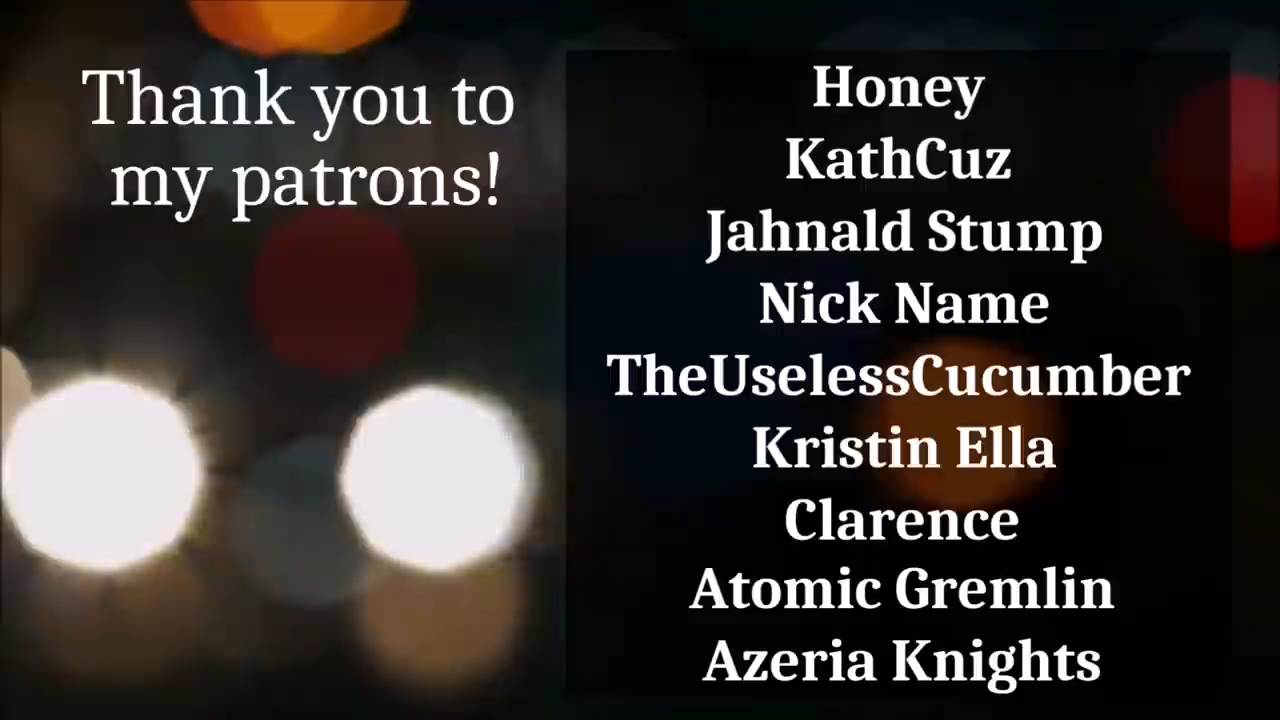 Thank you to
my patrons!
Honey
KathCuz
Jahnald Stump
Nick Name
TheUselessCucumber
Kristin Ella
Clarence
Atomic Gremlin
Azeria Knights